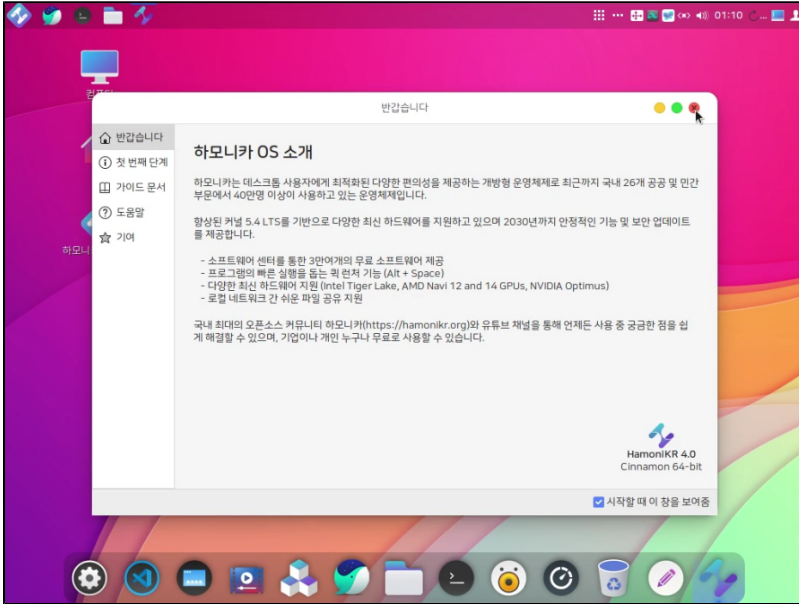 01:10
반갑습니다
반갑습니다
첫 번째 단계
가이드 문서
도움말
기여
하모니카 OS 소개
하모니카는 데스크톱 사용자에게 최적화된 다양한 편의성을 제공하는 개방형 운영체제로 최근까지 국내 26개 공공 및 민간
부문에서 40만명 이상이 사용하고 있는 운영체제입니다.
향상된 커널 5.4 LTS를 기반으로 다양한 최신 하드웨어를 지원하고 있으며 2030년까지 안정적인 기능 및 보안 업데이트
를 제공합니다.
- 소프트웨어 센터를 통한 3만여개의 무료 소프트웨어 제공
- 프로그램의 빠른 실행을 돕는 퀵 런처 기능 (Alt + Space)
- 다양한 최신 하드웨어 지원 (Intel Tiger Lake, AMD Navi 12 and 14 GPUs, NVIDIA Optimus)
- 로컬 네트워크 간 쉬운 파일 공유 지원
국내 최대의 오픈소스 커뮤니티 하모니카(https://hamonikr.org)와 유튜브 채널을 통해 언제든 사용 중 궁금한 점을 쉽
게 해결할 수 있으며, 기업이나 개인 누구나 무료로 사용할 수 있습니다.
HamoniKR 4.0
Cinnamon 64-bit
시작할 때 이 창을 보여줌